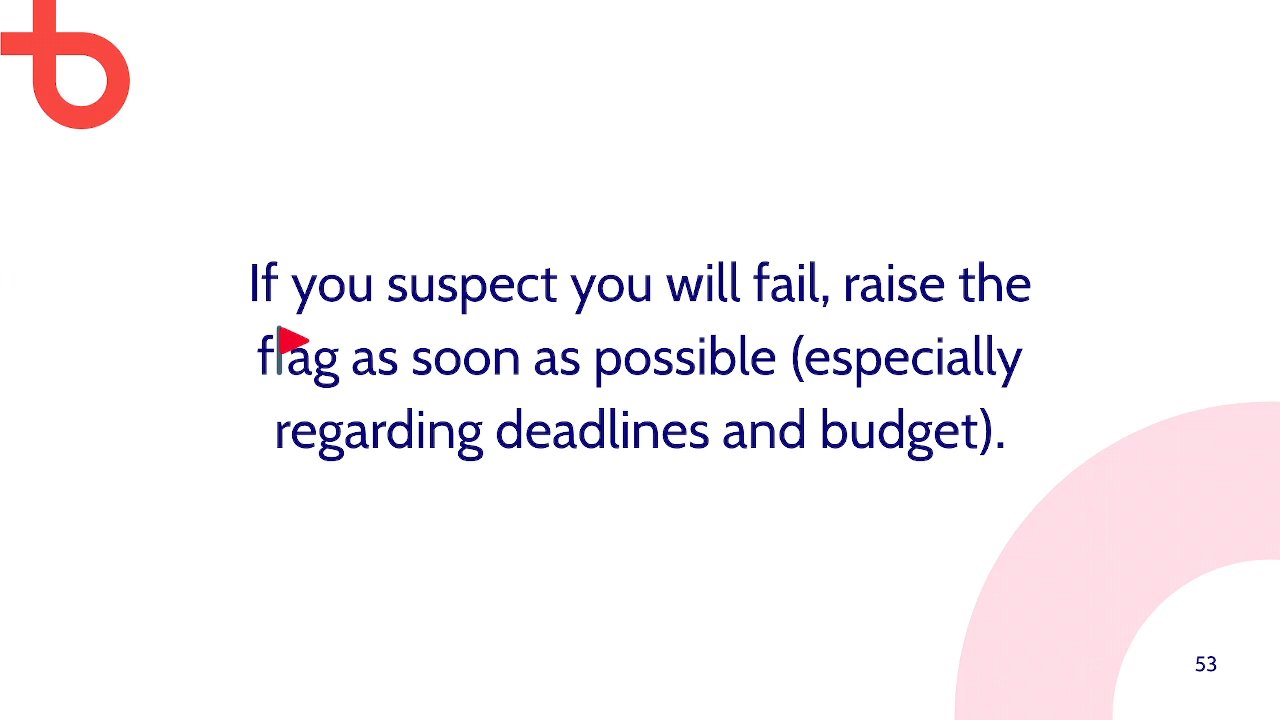 If you suspect you will fail, raise the
flag as soon as possible (especially
regarding deadlines and budget).
53